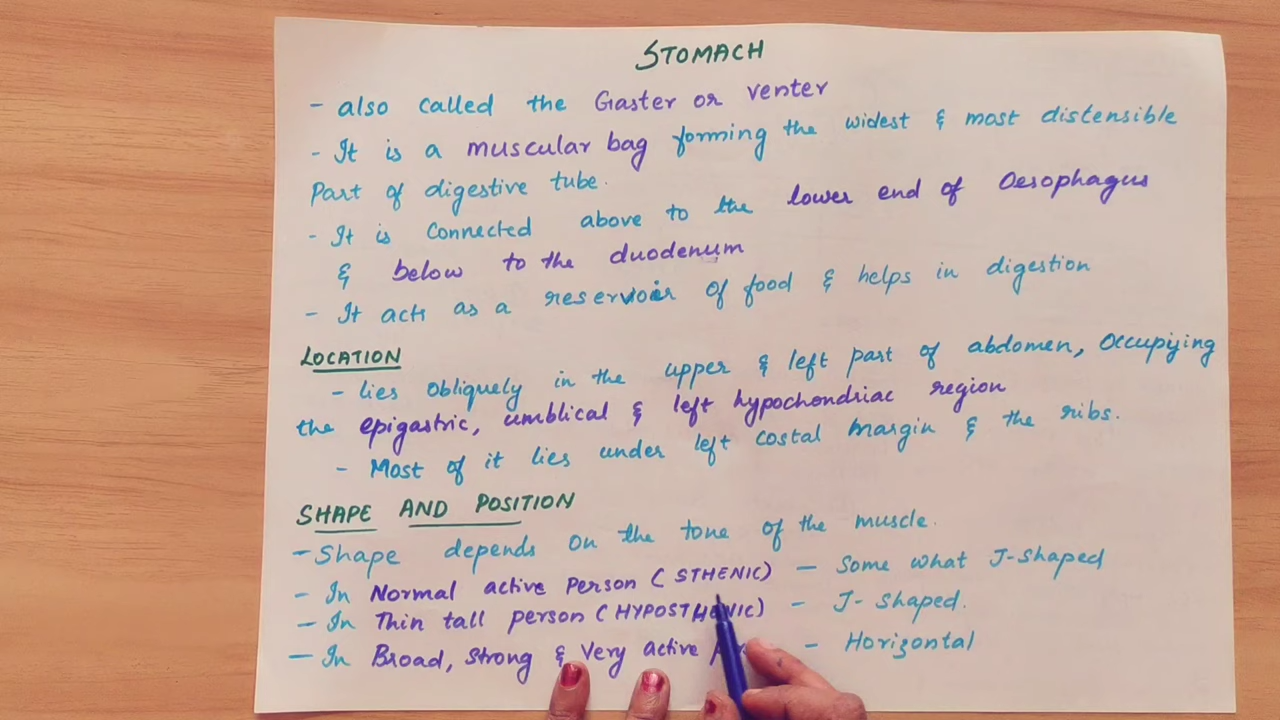 STOMACH
- also called the Gaster or venter
- It is a muscular bag forming the widest & most distensible
Part of digestive tube.
- It is connected above to the lower end of Oesophagus
& below to the duodenum
- It acts as a reservoir of food & helps in digestion
LOCATION
- lies obliquely in the upper & left part of abdomen, occupying
the epigastric, umblical & left hypochondriac region
- Most of it lies under left costal margin & the ribs.
SHAPE AND POSITION
- Shape depends on the tone of the muscle.
- In Normal active Person (STHENIC) - Some what J-shaped
- In Thin tall person (HYPOSTHENIC) - J-shaped.
- In Broad, strong & Very active - Horizontal